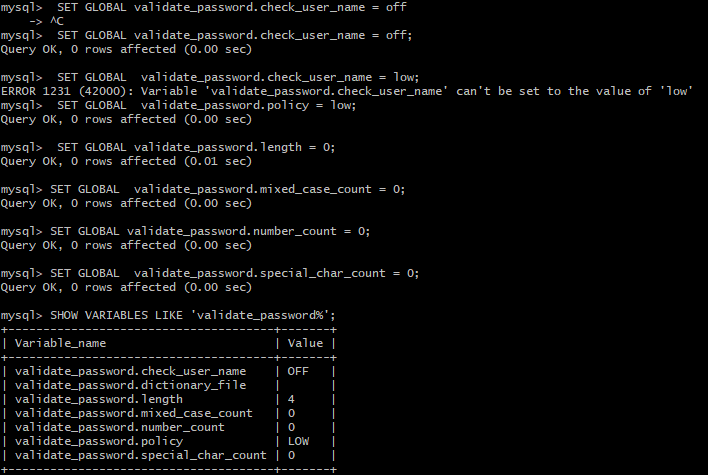 mysql>  SET GLOBAL validate_password.check_user_name = off
    -> ^C
mysql>  SET GLOBAL validate_password.check_user_name = off;
Query OK, 0 rows affected (0.00 sec)

mysql>  SET GLOBAL  validate_password.check_user_name = low;
ERROR 1231 (42000): Variable 'validate_password.check_user_name' can't be set to the value of 'low'
mysql>  SET GLOBAL  validate_password.policy = low;
Query OK, 0 rows affected (0.00 sec)

mysql>  SET GLOBAL  validate_password.length = 0;
Query OK, 0 rows affected (0.01 sec)

mysql> SET GLOBAL  validate_password.mixed_case_count = 0;
Query OK, 0 rows affected (0.00 sec)

mysql> SET GLOBAL validate_password.number_count = 0;
Query OK, 0 rows affected (0.00 sec)

mysql> SET GLOBAL  validate_password.special_char_count = 0;
Query OK, 0 rows affected (0.00 sec)

mysql> SHOW VARIABLES LIKE 'validate_password%';
+--------------------------------------+-------+
| Variable_name                        | Value |
+--------------------------------------+-------+
| validate_password.check_user_name    | OFF   |
| validate_password.dictionary_file    |       |
| validate_password.length             | 4     |
| validate_password.mixed_case_count   | 0     |
| validate_password.number_count       | 0     |
| validate_password.policy             | LOW   |
| validate_password.special_char_count | 0     |
+--------------------------------------+-------+